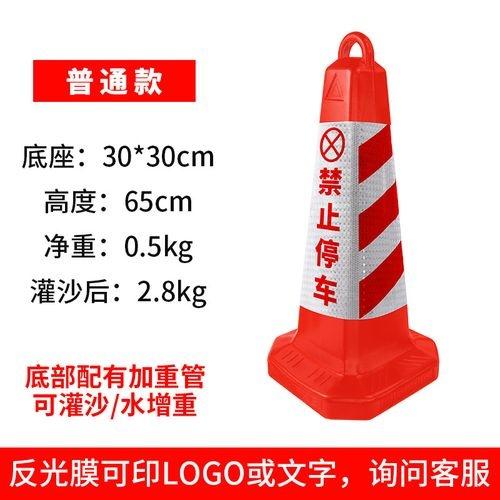 普通款
底座：30*30cm
高度：65cm
净重：0.5kg
灌沙后：2.8kg
底部配有加重管
可灌沙/水增重
禁止停车
反光膜可印LOGO或文字，询问客服